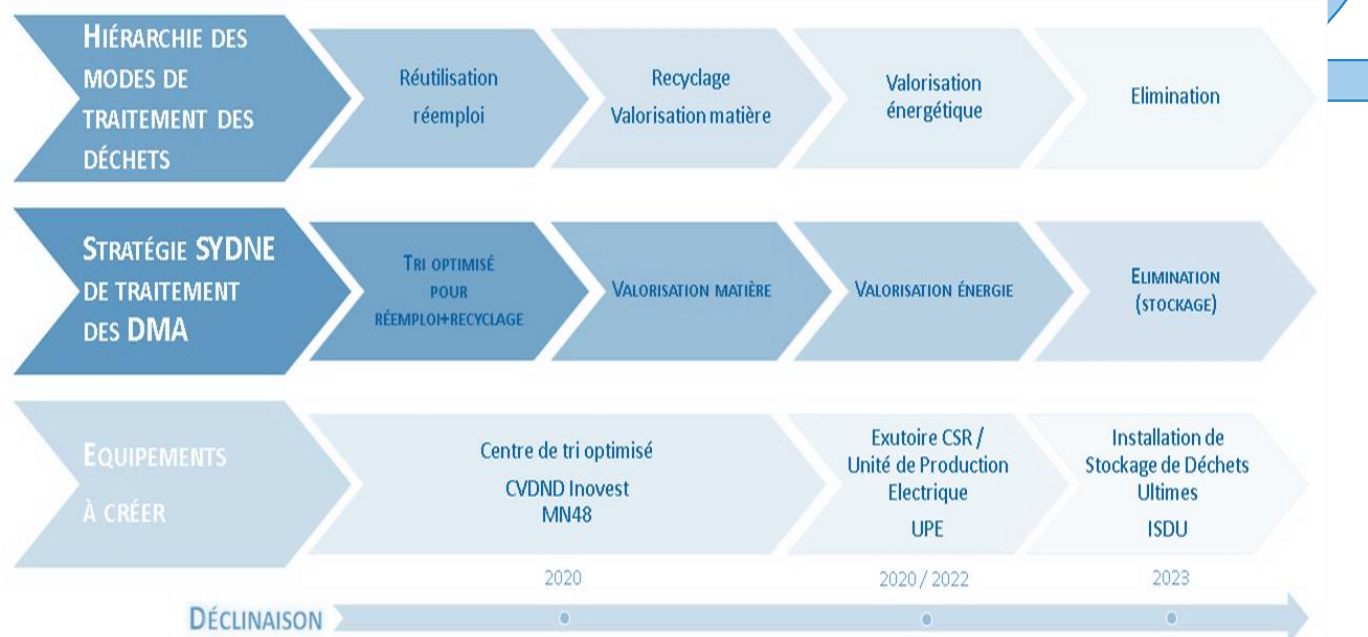 HIÉRARCHIE DES
MODES DE
TRAITEMENT DES
DÉCHETS
Réutilisation
réemploi
Recyclage
Valorisation matière
Valorisation
énergétique
Elimination
STRATÉGIE SYDNE
DE TRAITEMENT
DES DMA
TRI OPTIMISÉ
POUR
RÉEMPLOI+RECYCLAGE
VALORISATION MATIÈRE
VALORISATION ÉNERGIE
ELIMINATION
(STOCKAGE)
EQUIPEMENTS
À CRÉER
Centre de tri optimisé
CVDND Inovest
MN48
Exutoire CSR /
Unité de Production
Electrique
UPE
Installation de
Stockage de Déchets
Ultimes
ISDU
2020
2020 / 2022
2023
DÉCLINAISON